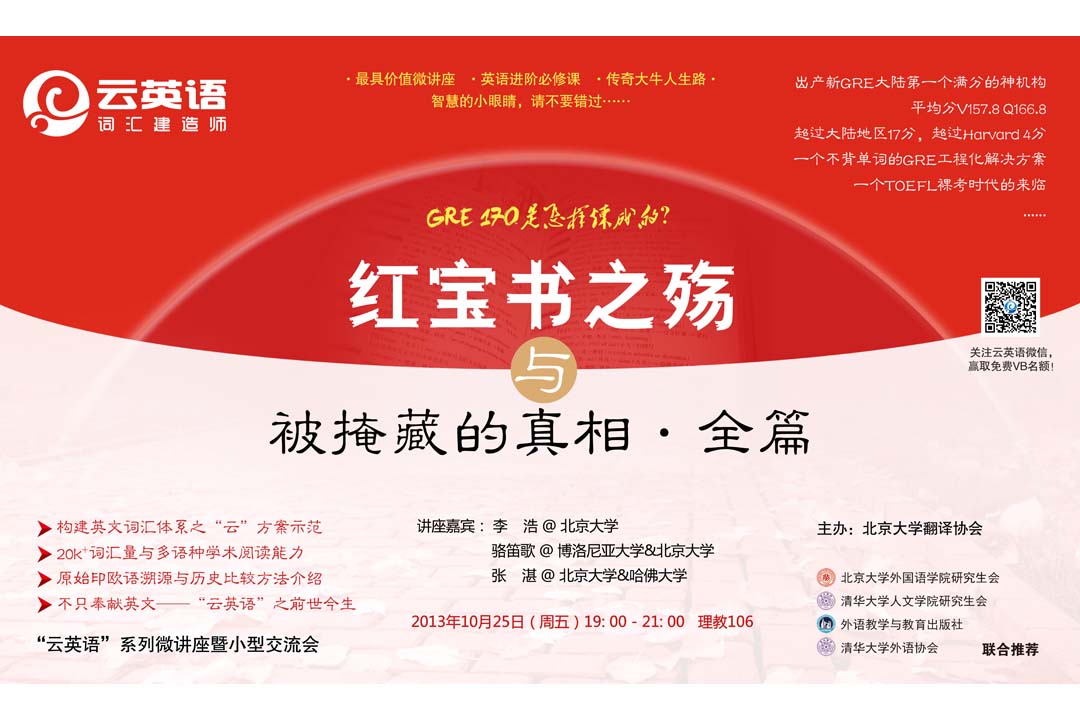 云英语
词汇建造师
·最具价值微讲座 ·英语进阶必修课 ·传奇大牛人生路·
智慧的小眼睛，请不要错过……
出产新GRE大陆第一个满分的神机构
平均分V157.8 Q166.8
超过大陆地区17分，超过Harvard 4分
一个不背单词的GRE工程化解决方案
一个TOEFL裸考时代的来临
……
GRE 170是怎样炼成的？
红宝书之殇
与
被掩藏的真相·全篇
关注云英语微信，
赢取免费VB名额！
构建英文词汇体系之“云”方案示范
20k⁺词汇量与多语种学术阅读能力
原始印欧语溯源与历史比较方法介绍
不只奉献英文——“云英语”之前世今生
“云英语”系列微讲座暨小型交流会
讲座嘉宾：李 浩 @ 北京大学
骆笛歌 @ 博洛尼亚大学&北京大学
张 湛 @ 北京大学&哈佛大学
2013年10月25日（周五）19: 00 - 21: 00 理教106
主办：北京大学翻译协会
北京大学外国语学院研究生会
清华大学人文学院研究生会
外语教学与教育出版社
清华大学外语协会
联合推荐